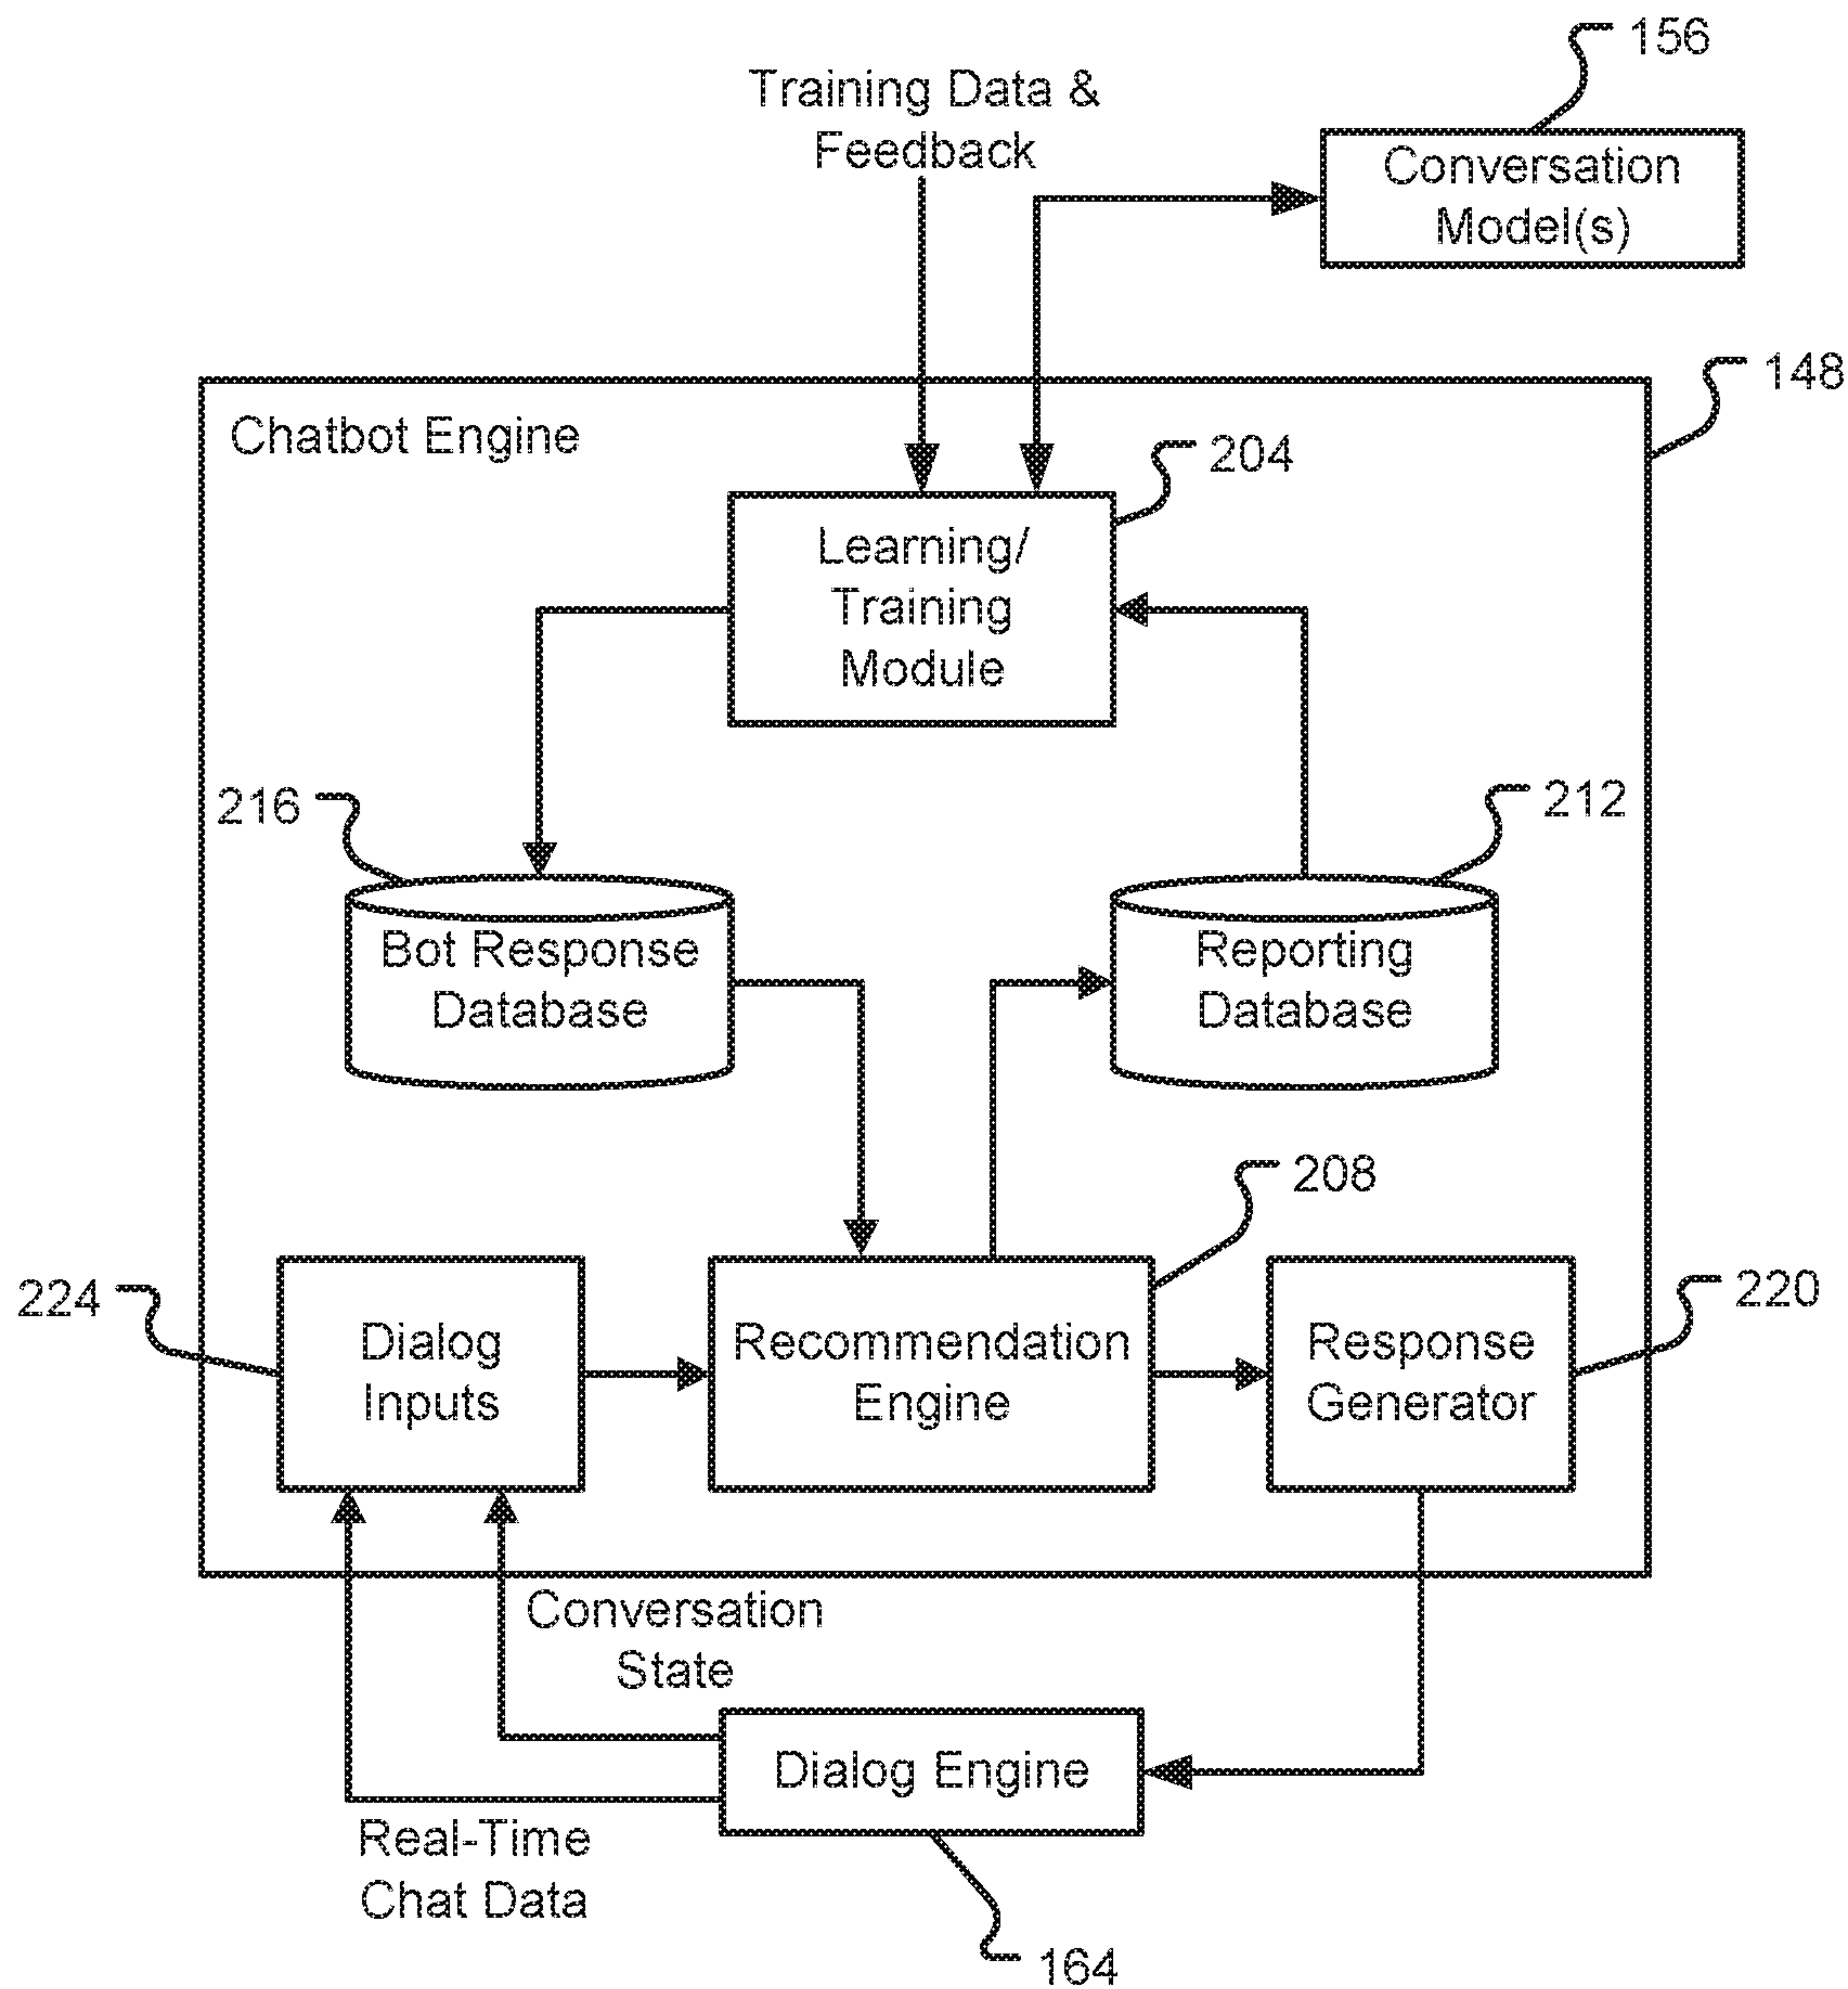 156
Training Data &
Feedback
Conversation
Model(s)
148
Chatbot Engine
204
Learning/
Training
Module
216
212
Bot Response
Database
Reporting
Database
208
224
220
Dialog
Inputs
Recommendation
Engine
Response
Generator
Conversation
State
Dialog Engine
Real-Time
Chat Data
164